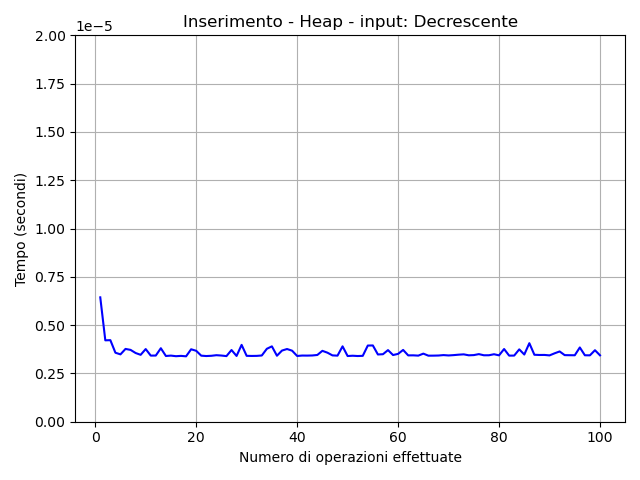 Inserimento - Heap - input: Decrescente
1e−5
2.00
1.75
1.50
1.25
1.00
0.75
0.50
0.25
0.00
Tempo (secondi)
0 20 40 60 80 100
Numero di operazioni effettuate